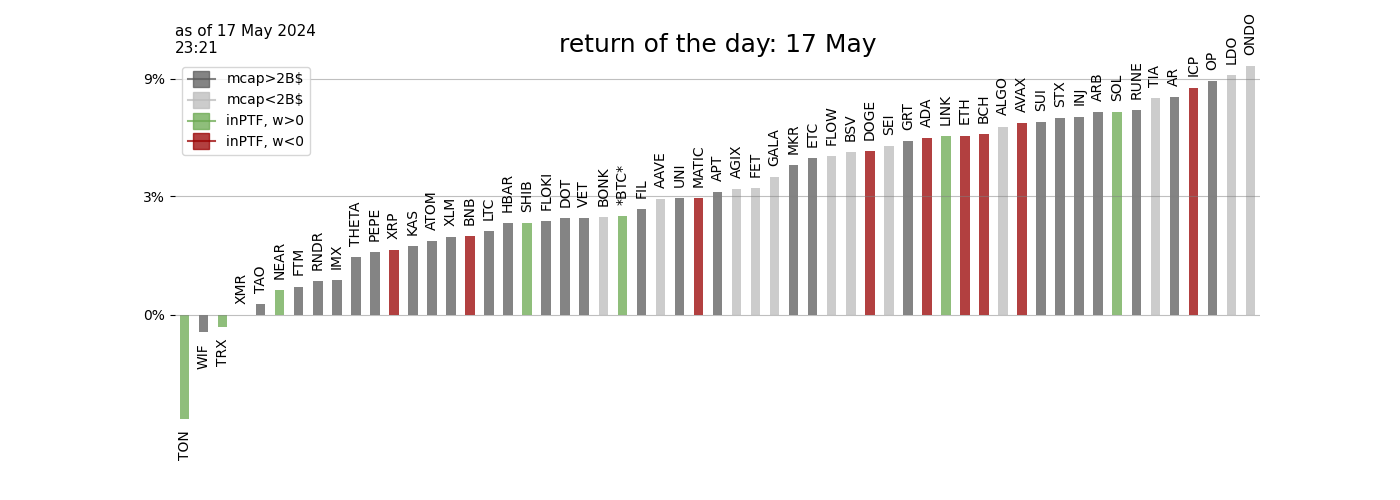 as of 17 May 2024
23:21
return of the day: 17 May
mcap>2B$
mcap<2B$
inPTF, w>0
inPTF, w<0
9%
3%
0%
TON
WIF
TRX
XMR
TAO
NEAR
FTM
RNDR
IMX
THETA
PEPE
XRP
KAS
ATOM
XLM
BNB
LTC
HBAR
SHIB
FLOKI
DOT
VET
BONK
*BTC*
FIL
AAVE
UNI
MATIC
APT
AGIX
FET
GALA
MKR
ETC
FLOW
BSV
DOGE
SEI
GRT
ADA
LINK
ETH
BCH
ALGO
AVAX
SUI
STX
INJ
ARB
SOL
RUNE
TIA
AR
ICP
OP
LDO
ONDO